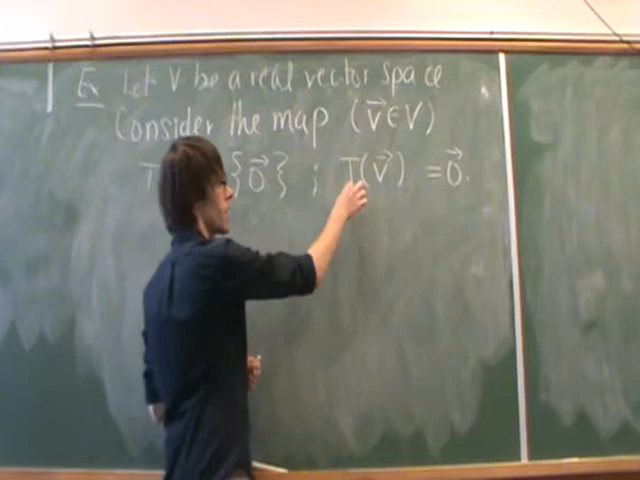 Ex Let V be a real vector space
Consider the map (v⃗ ∈ V)
T {0⃗} ; T(v⃗) = 0⃗.